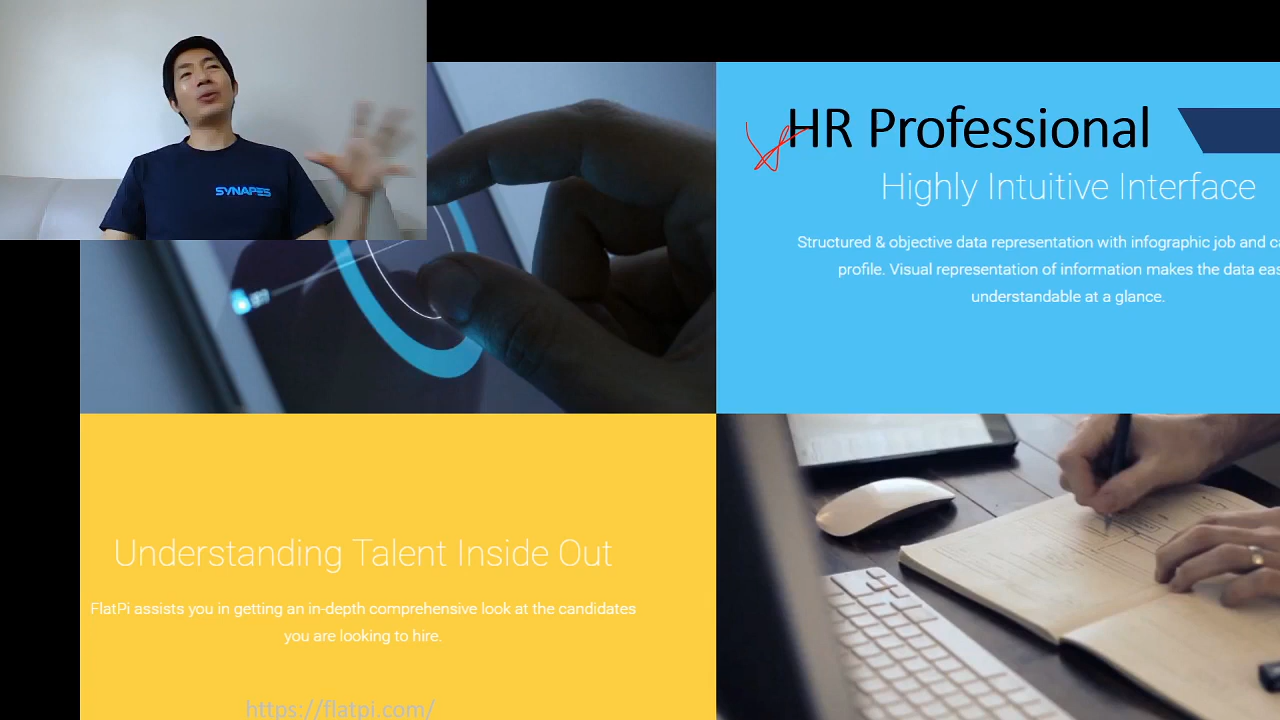 SYNAPES
HR Professional
Highly Intuitive Interface
Structured & objective data representation with infographic job and
profile. Visual representation of information makes the data
understandable at a glance.
Understanding Talent Inside Out
FlatPi assists you in getting an in-depth comprehensive look at the candidates
you are looking to hire.
https://flatpi.com/